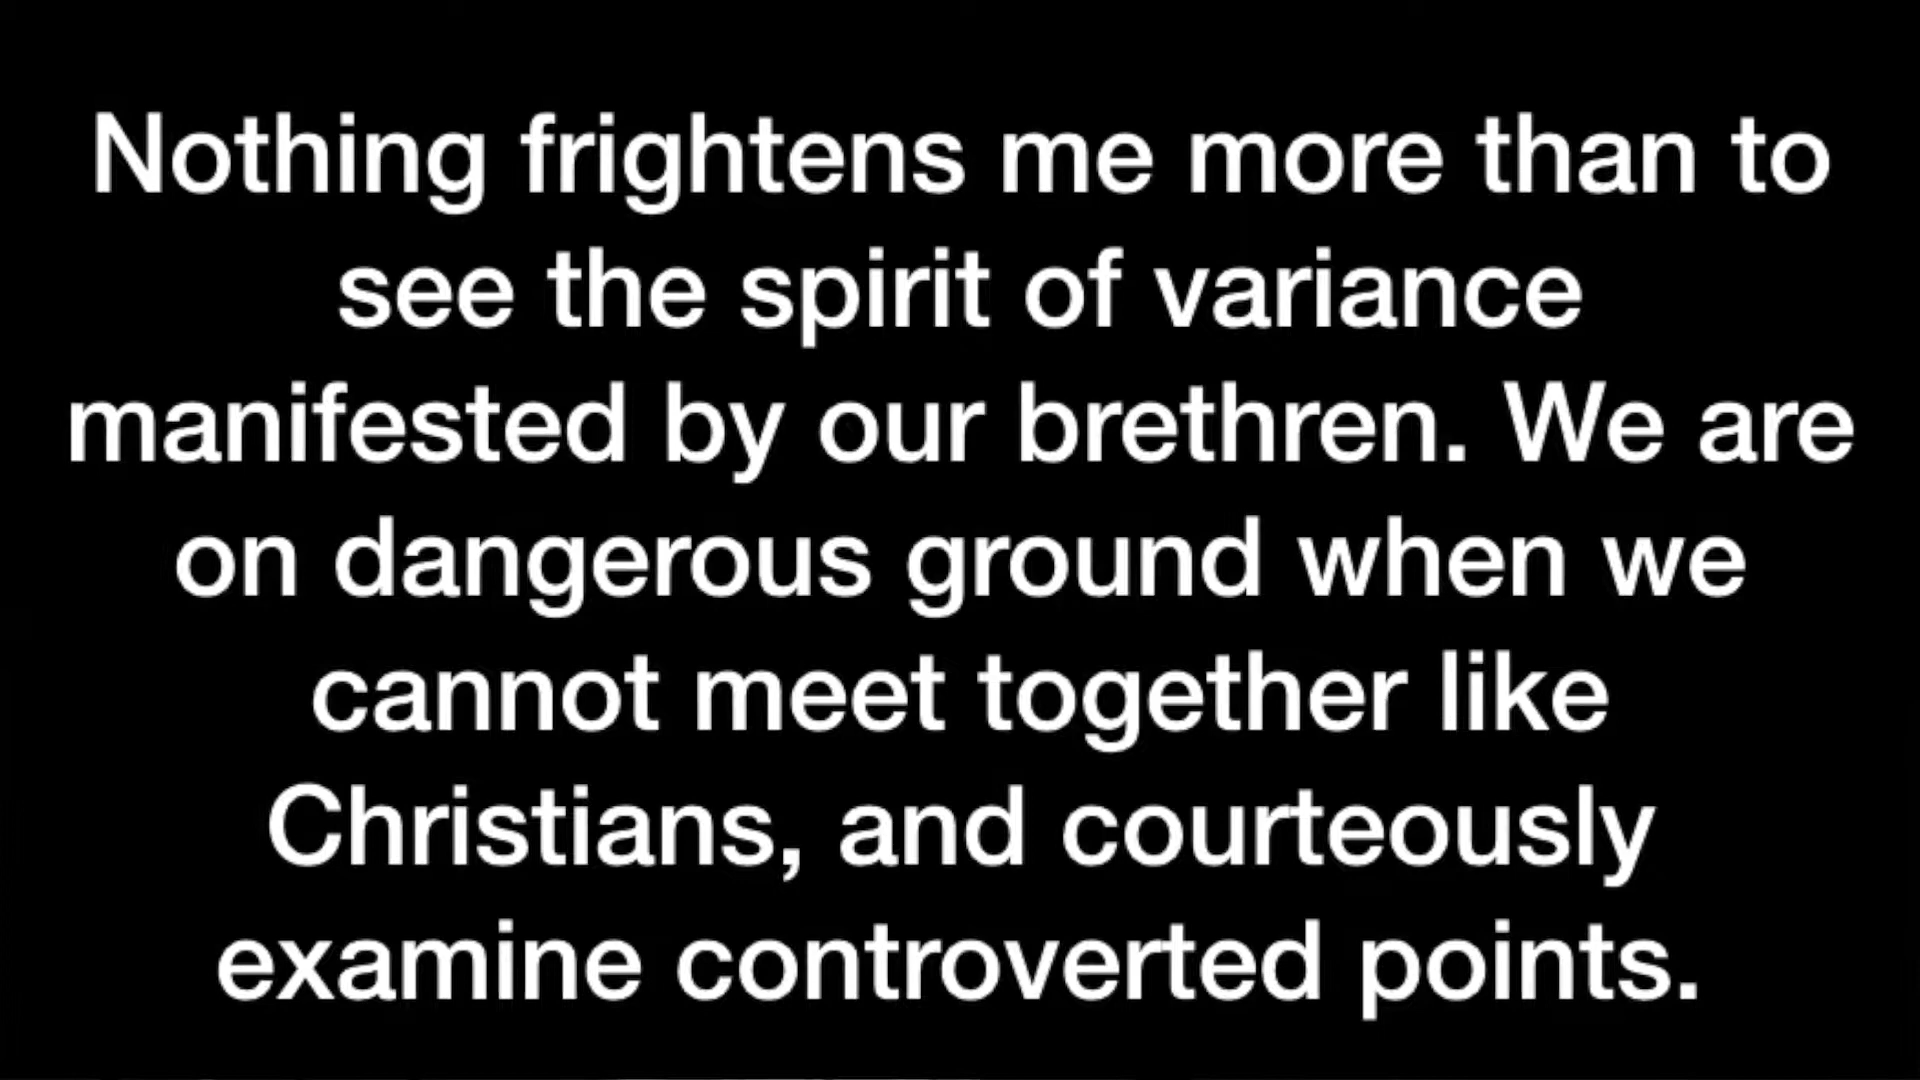 Nothing frightens me more than to
see the spirit of variance
manifested by our brethren. We are
on dangerous ground when we
cannot meet together like
Christians, and courteously
examine controverted points.